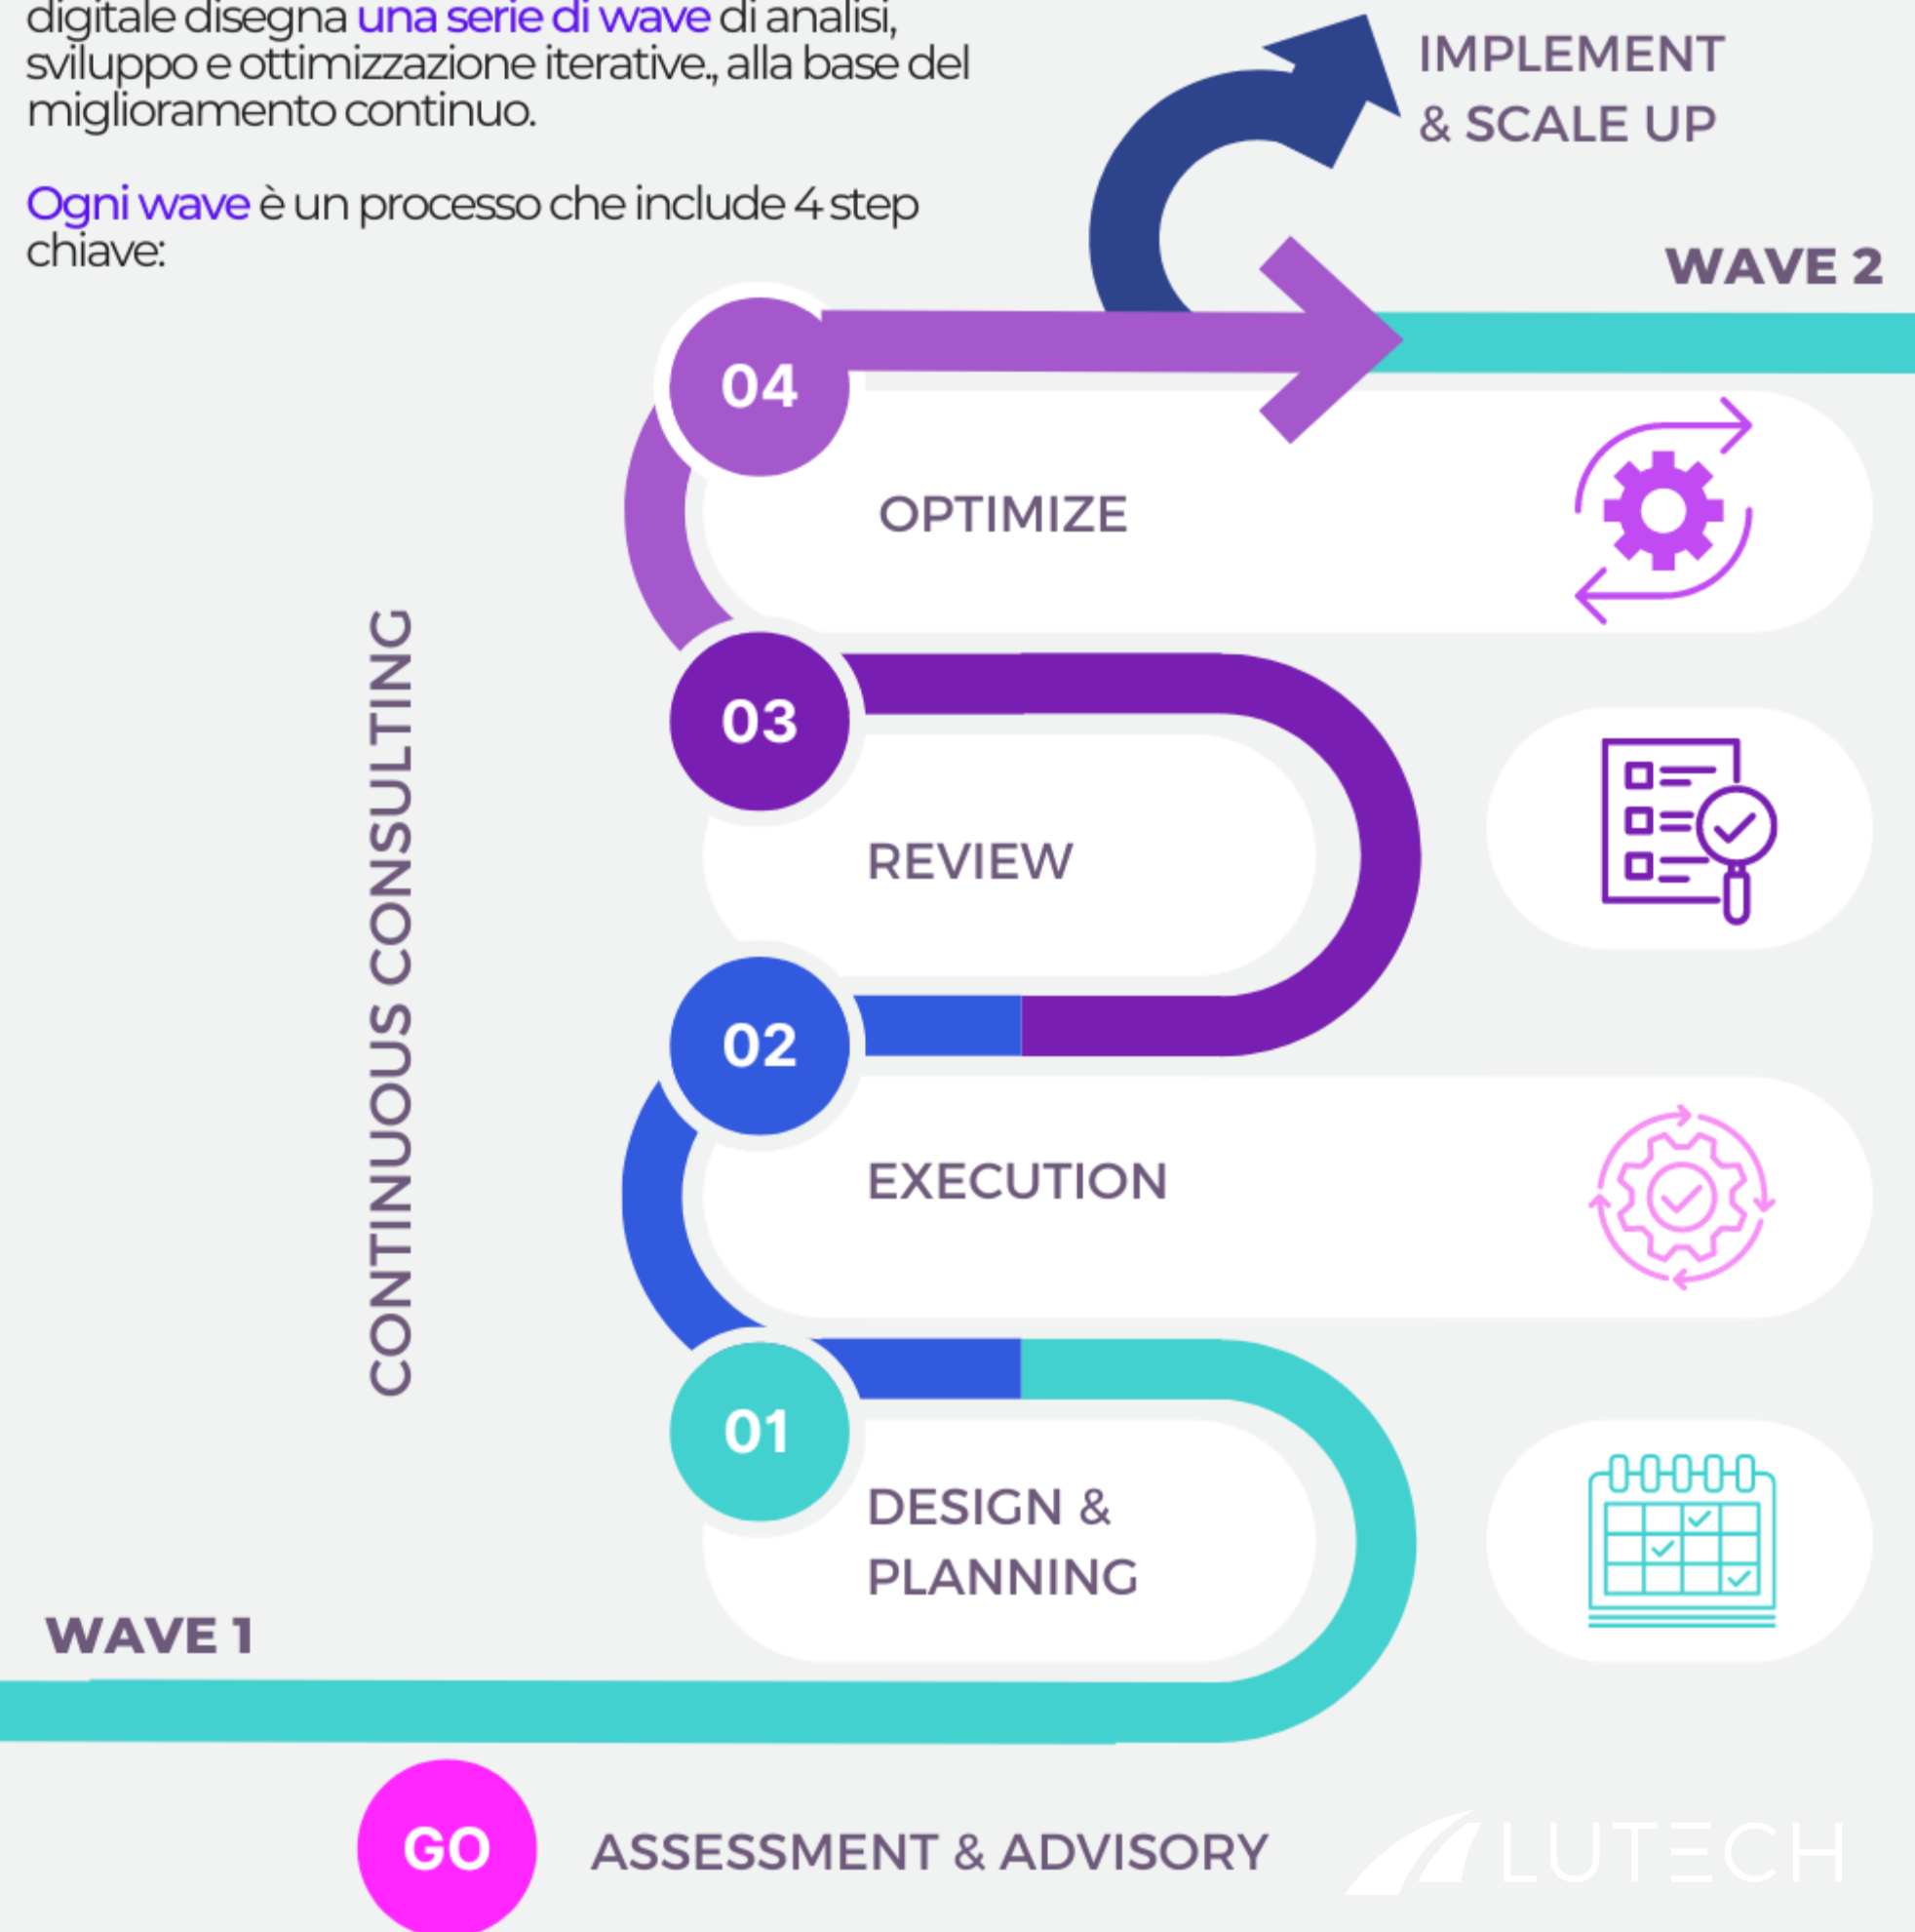 digitale disegna una serie di wave di analisi,
sviluppo e ottimizzazione iterative., alla base del
miglioramento continuo.
Ogni wave è un processo che include 4 step
chiave:
IMPLEMENT
& SCALE UP
WAVE 2
04
OPTIMIZE
03
REVIEW
CONTINUOUS CONSULTING
02
EXECUTION
01
DESIGN &
PLANNING
WAVE 1
GO
ASSESSMENT & ADVISORY
LUTECH